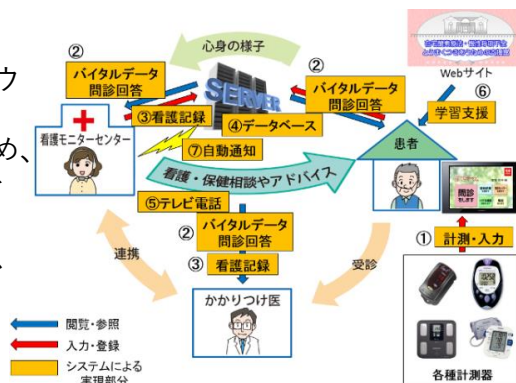 ウ
め、
心身の様子
②
バイタルデータ
問診回答
SERVER
②
バイタルデータ
問診回答
Webサイト
⑥
学習支援
③看護記録
④データベース
⑦自動通知
看護モニターセンター
患者
看護・保健相談やアドバイス
⑤テレビ電話
②
バイタルデータ
問診回答
③
看護記録
①
計測・入力
連携
受診
かかりつけ医
各種計測器
閲覧・参照
入力・登録
システムによる
実現部分